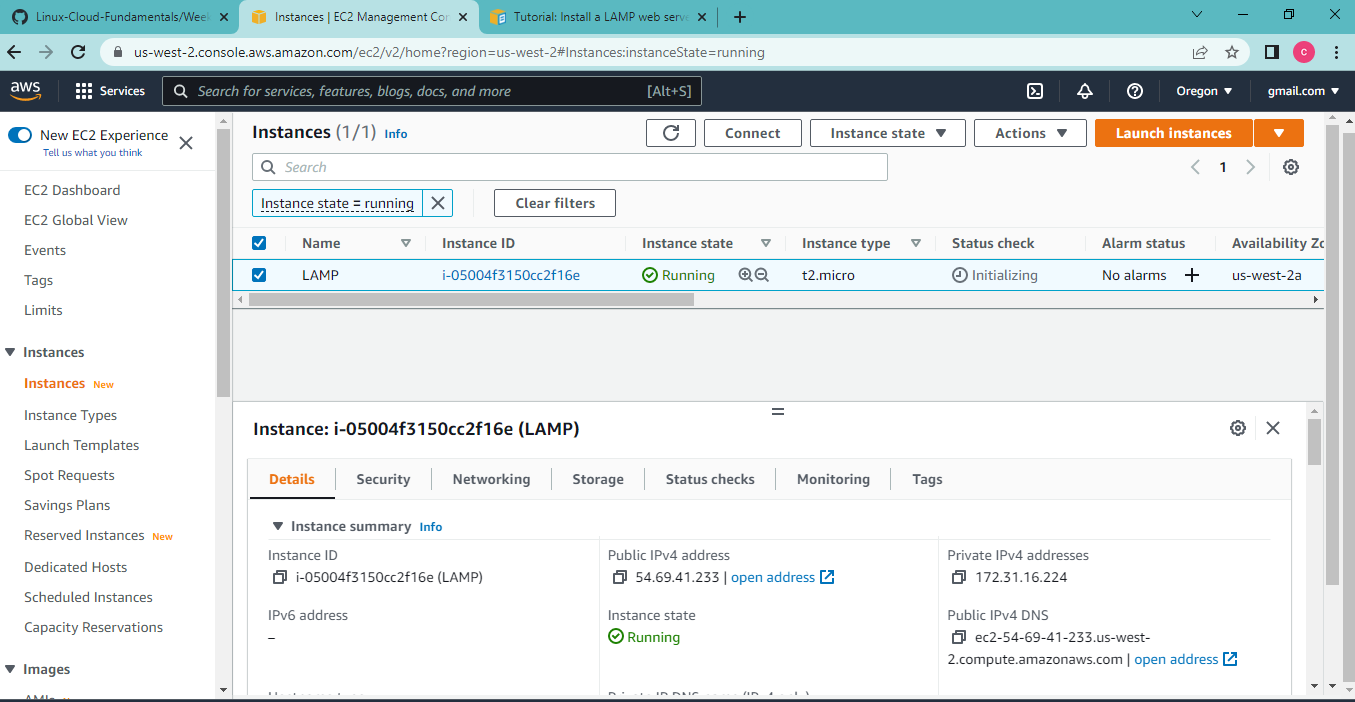 Linux-Cloud-Fundamentals/Week
Instances | EC2 Management Con
Tutorial: Install a LAMP web serve
us-west-2.console.aws.amazon.com/ec2/v2/home?region=us-west-2#Instances:instanceState=running
c
aws
Services
Search for services, features, blogs, docs, and more
[Alt+S]
Oregon
gmail.com
New EC2 Experience
Tell us what you think
EC2 Dashboard
EC2 Global View
Events
Tags
Limits
Instances
Instances New
Instance Types
Launch Templates
Spot Requests
Savings Plans
Reserved Instances New
Dedicated Hosts
Scheduled Instances
Capacity Reservations
Images
Instances (1/1) Info
Connect
Instance state
Actions
Launch instances
Search
1
Instance state = running
Clear filters
Name Instance ID Instance state Instance type Status check Alarm status Availability Zo
LAMP i-05004f3150cc2f16e Running t2.micro Initializing No alarms us-west-2a
Instance: i-05004f3150cc2f16e (LAMP)
Details Security Networking Storage Status checks Monitoring Tags
Instance summary Info
Instance ID
i-05004f3150cc2f16e (LAMP)
Public IPv4 address
54.69.41.233 | open address
Private IPv4 addresses
172.31.16.224
IPv6 address
–
Instance state
Running
Public IPv4 DNS
ec2-54-69-41-233.us-west-
2.compute.amazonaws.com | open address